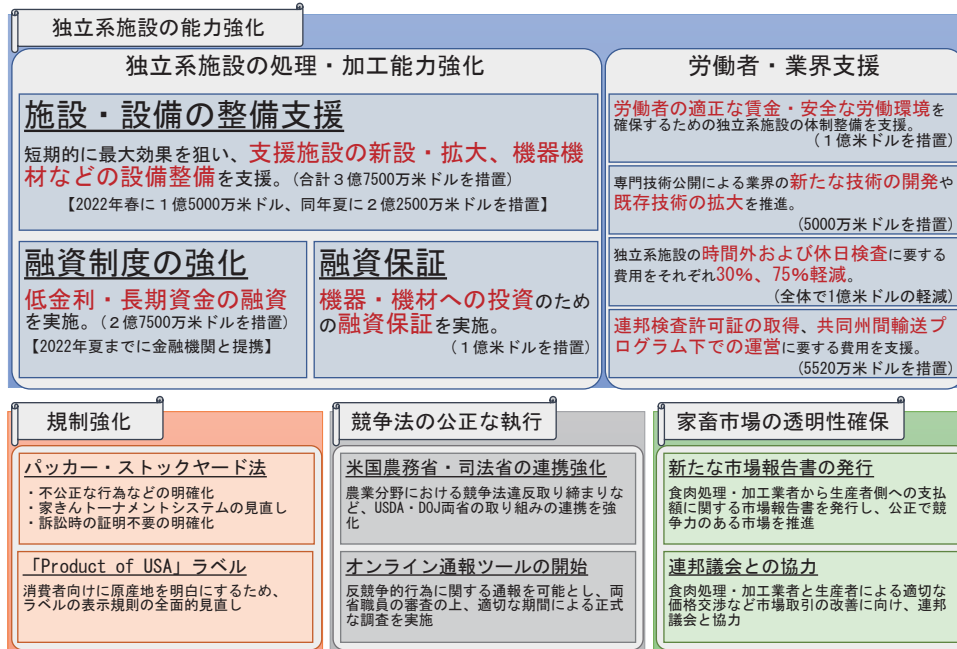 独立系施設の能力強化
独立系施設の処理・加工能力強化
施設・設備の整備支援
短期的に最大効果を狙い、支援施設の新設・拡大、機器機
材などの設備整備を支援。(合計3億7500万米ドルを措置)
【2022年春に1億5000万米ドル、同年夏に2億2500万米ドルを措置】
融資制度の強化
低金利・長期資金の融資
を実施。(2億7500万米ドルを措置)
【2022年夏までに金融機関と提携】
融資保証
機器・機材への投資のため
の融資保証を実施。
(1億米ドルを措置)
労働者・業界支援
労働者の適正な賃金・安全な労働環境を
確保するための独立系施設の体制整備を支援。
(1億米ドルを措置)
専門技術公開による業界の新たな技術の開発や
既存技術の拡大を推進。
(5000万米ドルを措置)
独立系施設の時間外および休日検査に要する
費用をそれぞれ30%、75%軽減。
(全体で1億米ドルの軽減)
連邦検査許可証の取得、共同州間輸送プ
ログラム下での運営に要する費用を支援。
(5520万米ドルを措置)
規制強化
パッカー・ストックヤード法
・不公正な行為などの明確化
・家きんトーナメントシステムの見直し
・訴訟時の証明不要の明確化
「Product of USA」ラベル
消費者向けに原産地を明白にするため、
ラベルの表示規則の全面的見直し
競争法の公正な執行
米国農務省・司法省の連携強化
農業分野における競争法違反取り締まりな
ど、USDA・DOJ両省の取り組みの連携を強
化
オンライン通報ツールの開始
反競争的行為に関する通報を可能とし、両
省職員の審査の上、適切な期間による正式
な調査を実施
家畜市場の透明性確保
新たな市場報告書の発行
食肉処理・加工業者から生産者側への支払
額に関する市場報告書を発行し、公正で競
争力のある市場を推進
連邦議会との協力
食肉処理・加工業者と生産者による適切な
価格交渉など市場取引の改善に向け、連邦
議会と協力